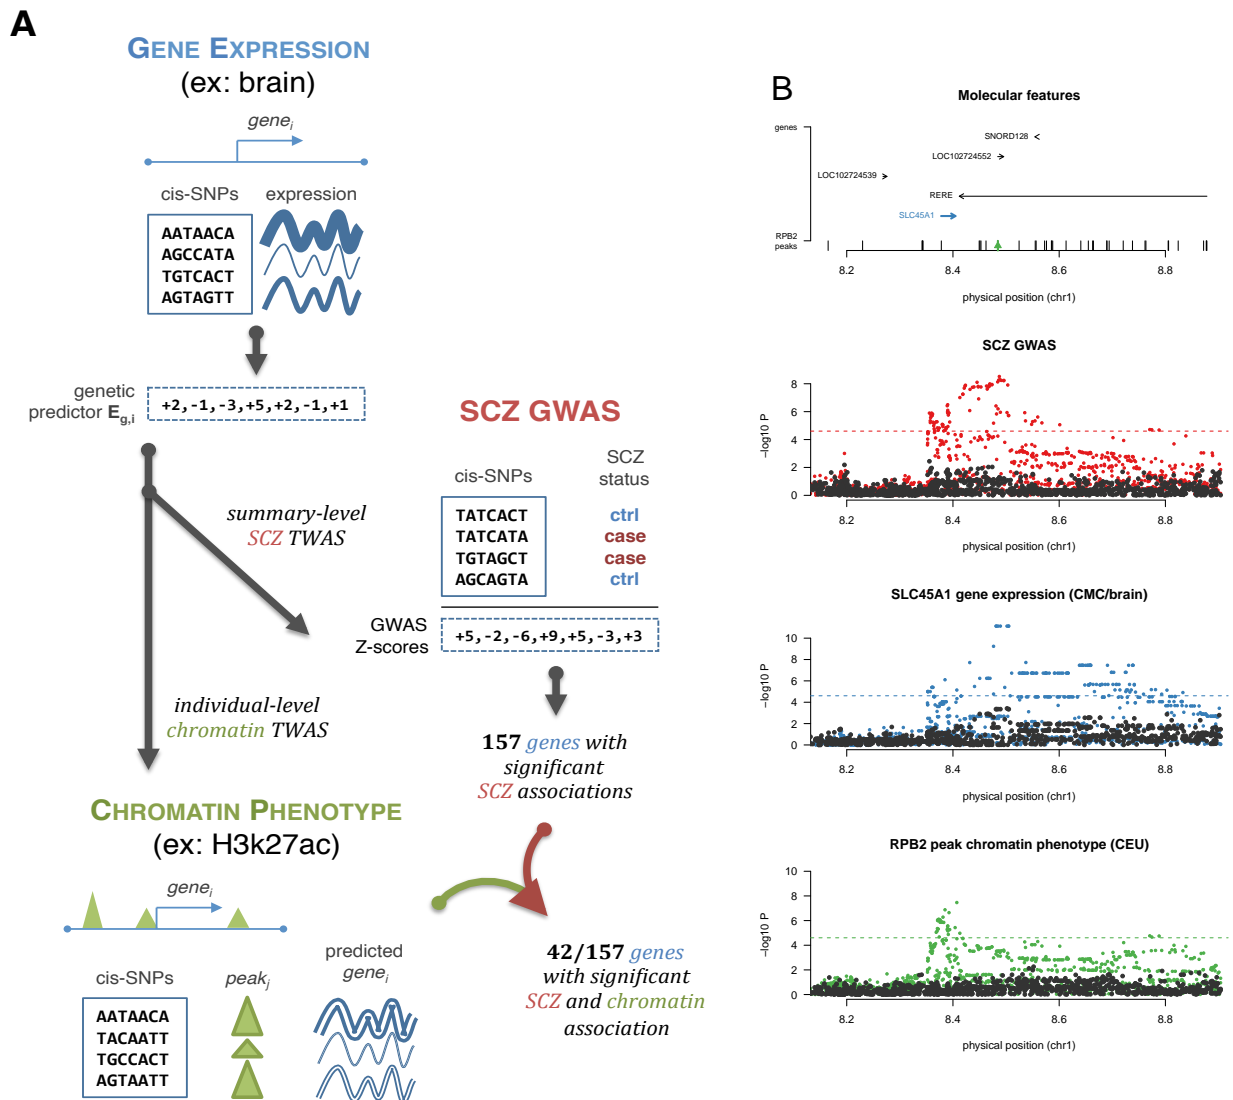 A
GENE EXPRESSION
(ex: brain)
gene i
cis-SNPs expression
AATAACA
AGCCATA
TGTCACT
AGTAGTT
genetic
predictor Eg,i
+2,-1,-3,+5,+2,-1,+1
summary-level
SCZ TWAS
individual-level
chromatin TWAS
SCZ GWAS
cis-SNPs
SCZ
status
TATCACT ctrl
TATCATA case
TGTAGCT case
AGCAGTA ctrl
GWAS
Z-scores
+5,-2,-6,+9,+5,-3,+3
157 genes with
significant
SCZ associations
CHROMATIN PHENOTYPE
(ex: H3k27ac)
gene i
cis-SNPs
peak j
predicted
gene i
AATAACA
TACAATT
TGCCACT
AGTAATT
42/157 genes
with significant
SCZ and chromatin
association
B
Molecular features
genes
SNORD128
LOC102724552
LOC102724539
RERE
SLC45A1
RPB2
peaks
8.2 8.4 8.6 8.8
physical position (chr1)
SCZ GWAS
−log10 P
8
6
4
2
0
8.2 8.4 8.6 8.8
physical position (chr1)
SLC45A1 gene expression (CMC/brain)
−log10 P
10
8
6
4
2
0
8.2 8.4 8.6 8.8
physical position (chr1)
RPB2 peak chromatin phenotype (CEU)
−log10 P
10
8
6
4
2
0
8.2 8.4 8.6 8.8
physical position (chr1)